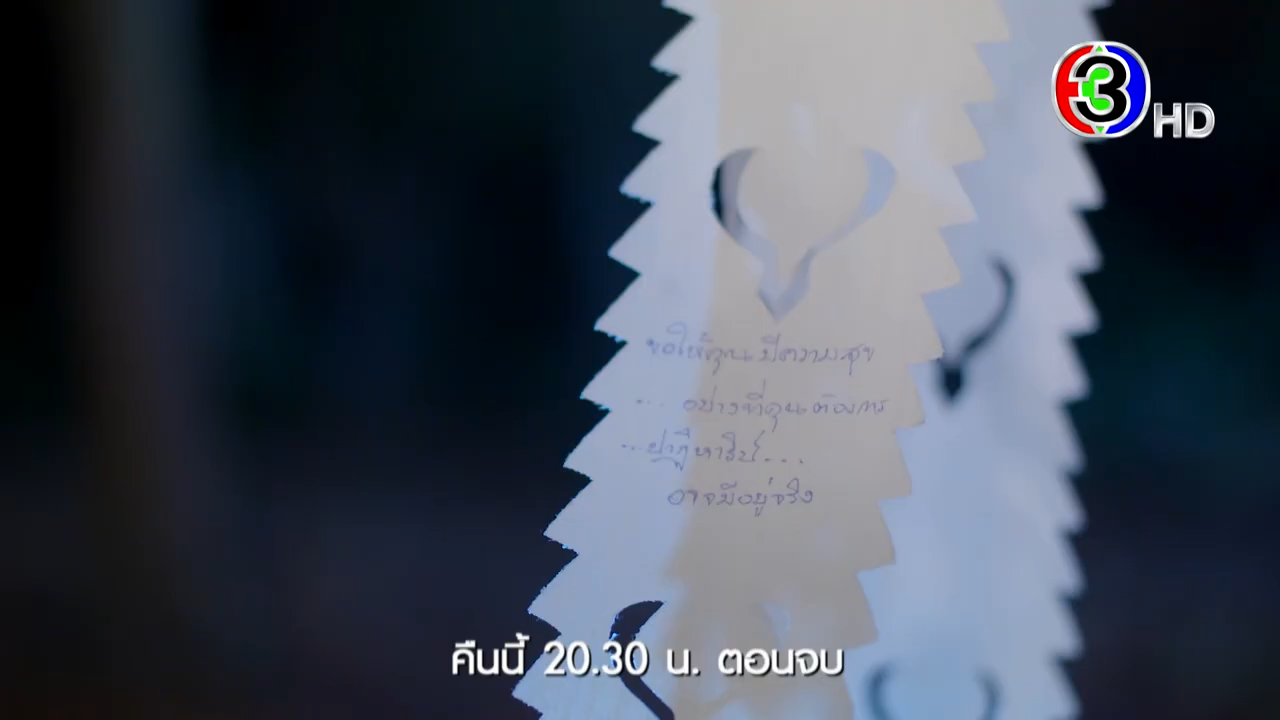 3 HD
ขอให้คุณมีความสุข
... อย่างที่คุณต้องการ
...ปาฏิหาริย์...
อาจมีอยู่จริง
คืนนี้ 20.30 น. ตอนจบ